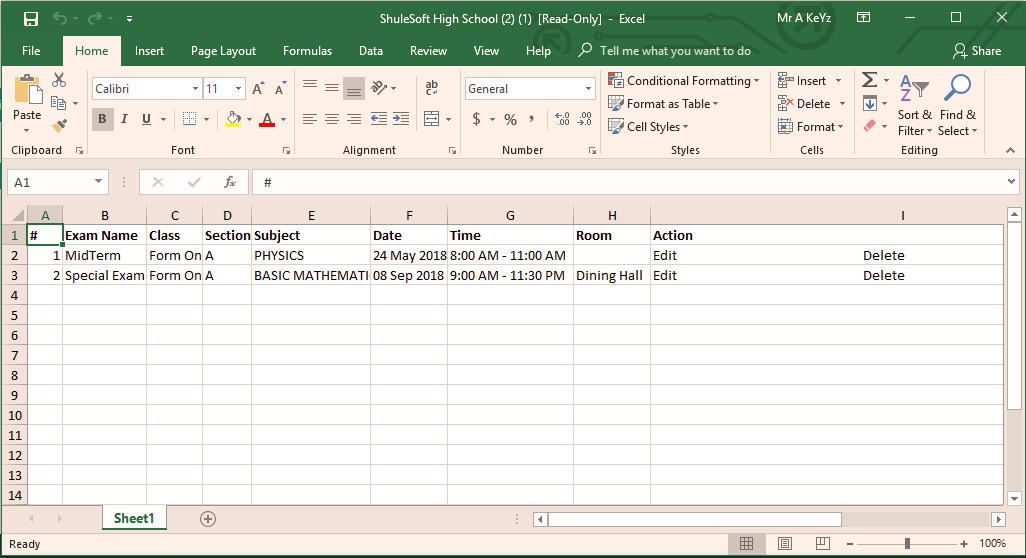 ShuleSoft High School (2) (1) [Read-Only] - Excel Mr A KeYz
File Home Insert Page Layout Formulas Data Review View Help Tell me what you want to do Share
Calibri 11 A A ab c General Conditional Formatting Insert Σ A Z
Paste Format as Table Delete Sort & Find &
B I U A $ % , .00 .0 Cell Styles Format Filter Select
Clipboard Font Alignment Number Styles Cells Editing
A1 fx #
A B C D E F G H I
1 # Exam Name Class Section Subject Date Time Room Action
2 1 MidTerm Form On A PHYSICS 24 May 2018 8:00 AM - 11:00 AM Edit Delete
3 2 Special Exam Form On A BASIC MATHEMATI 08 Sep 2018 9:00 AM - 11:30 PM Dining Hall Edit Delete
4
5
6
7
8
9
10
11
12
13
14
Sheet1
Ready 100%